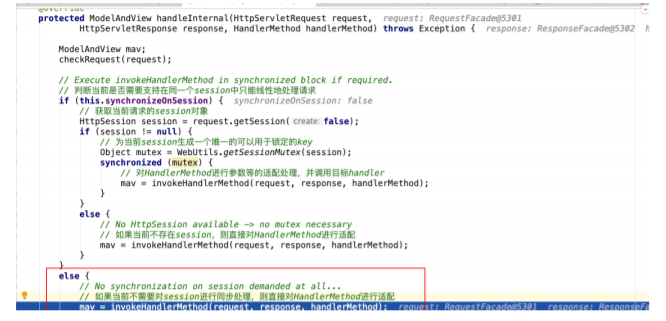 @Override
protected ModelAndView handleInternal(HttpServletRequest request,  request: RequestFacade@5301
        HttpServletResponse response, HandlerMethod handlerMethod) throws Exception {  response: ResponseFacade@5302  h
    ModelAndView mav;
    checkRequest(request);
    // Execute invokeHandlerMethod in synchronized block if required.
    // 判断当前是否需要支持在同一个session中只能线性地处理请求
    if (this.synchronizeOnSession) {  synchronizeOnSession: false
        // 获取当前请求的session对象
        HttpSession session = request.getSession( create: false);
        if (session != null) {
            // 为当前session生成一个唯一的可以用于锁定的key
            Object mutex = WebUtils.getSessionMutex(session);
            synchronized (mutex) {
                // 对HandlerMethod进行参数等的适配处理，并调用目标handler
                mav = invokeHandlerMethod(request, response, handlerMethod);
            }
        }
        else {
            // No HttpSession available -> no mutex necessary
            // 如果当前不存在session，则直接对HandlerMethod进行适配
            mav = invokeHandlerMethod(request, response, handlerMethod);
        }
    }
    else {
        // No synchronization on session demanded at all...
        // 如果当前不需要对session进行同步处理，则直接对HandlerMethod进行适配
        mav = invokeHandlerMethod(request, response, handlerMethod);  request: RequestFacade@5301  response: ResponseFa